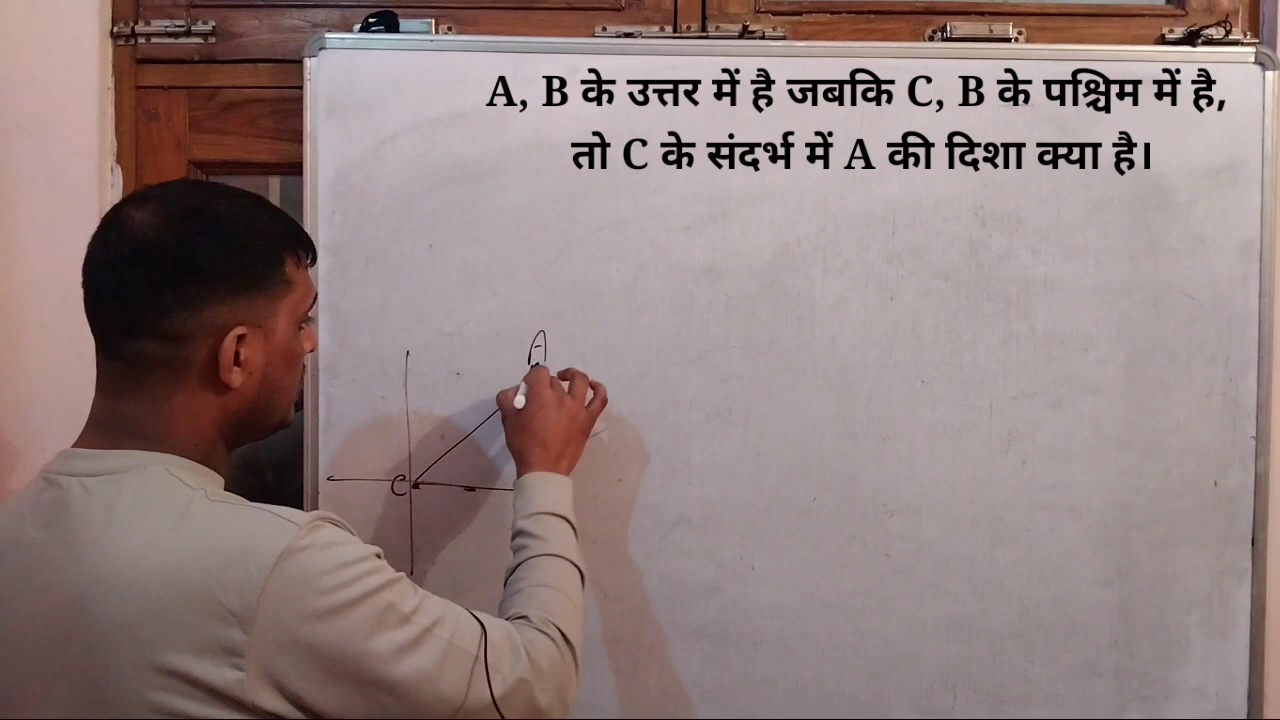 A, B के उत्तर में है जबकि C, B के पश्चिम में है,
तो C के संदर्भ में A की दिशा क्या है।
A
C